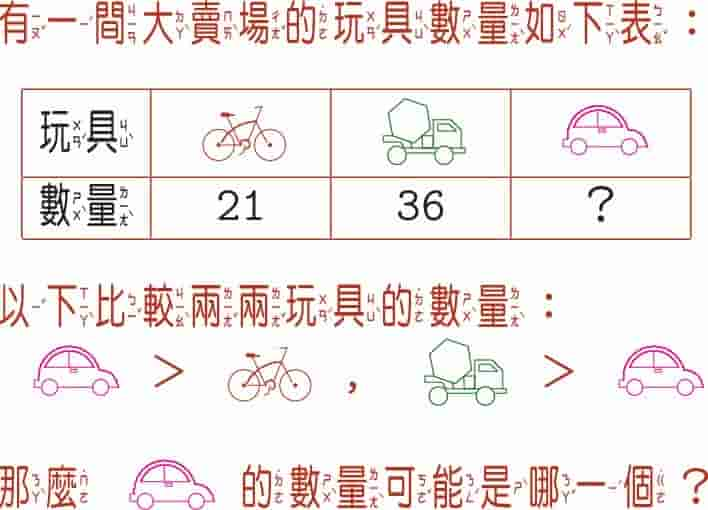 有一間大賣場的玩具數量如下表：
玩具
數量 21 36 ？
以下比較兩兩玩具的數量：
> , >
那麼 的數量可能是哪一個？